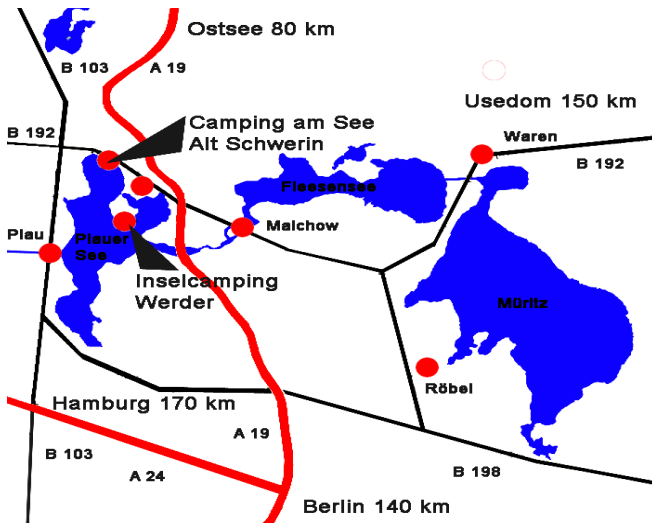 Ostsee 80 km
B 103
A 19
Usedom 150 km
Camping am See
Alt Schwerin
B 192
Waren
B 192
Fleesensee
Malchow
Plau
Plauer
See
Inselcamping
Werder
Müritz
Röbel
Hamburg 170 km
A 19
B 103
A 24
B 198
Berlin 140 km